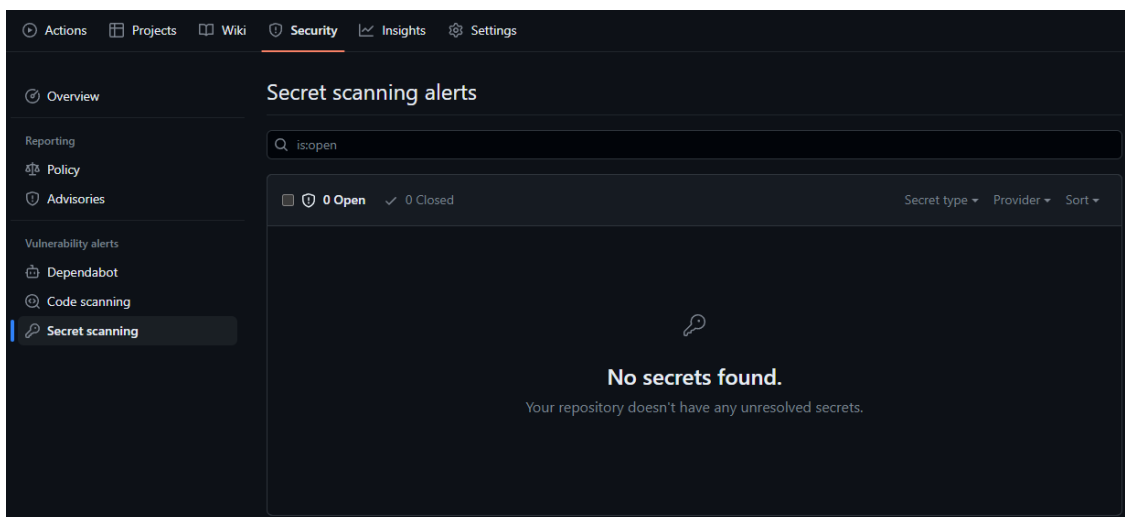 Actions Projects Wiki Security Insights Settings
Overview
Reporting
Policy
Advisories
Vulnerability alerts
Dependabot
Code scanning
Secret scanning
Secret scanning alerts
is:open
0 Open 0 Closed Secret type Provider Sort
No secrets found.
Your repository doesn't have any unresolved secrets.